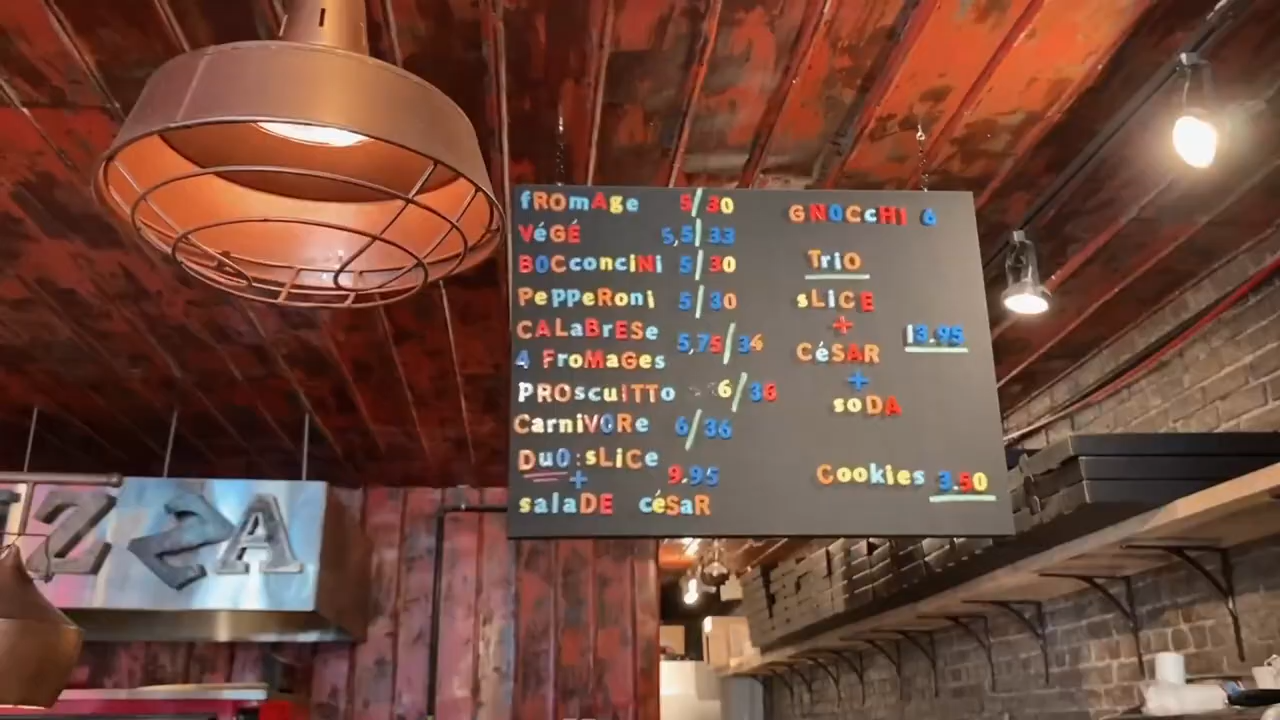 ZZA
fROmAge 5/30
VéGÉ 5,5/33
BOCconciNi 5/30
PePPeRoni 5/30
CALaBrESe
5,75/34
4 FroMaGes
PROscuiTTo 6/36
CarniVORe 6/36
DuO:sLiCe
+ 9.95
salaDE céSaR
GNOCcHI 6
TriO
sLiCE
+
CéSAR 13.95
+
soDA
Cookies 3.50